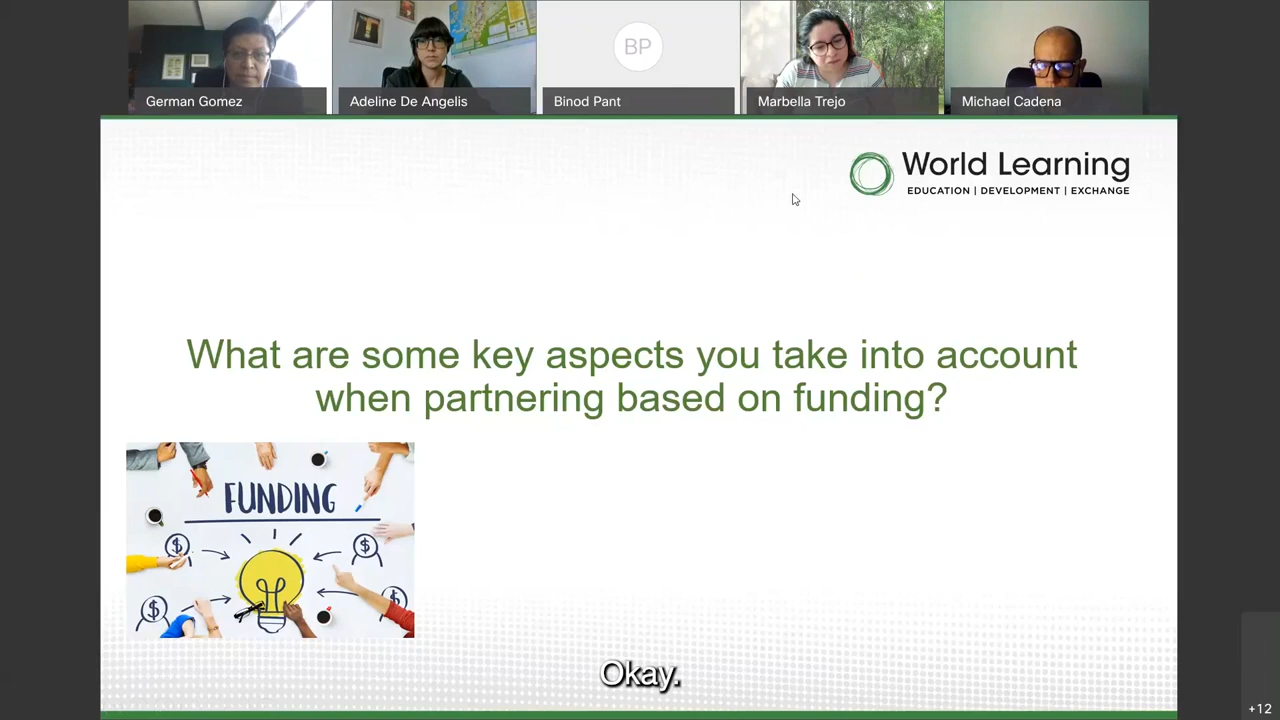 BP
German Gomez
Adeline De Angelis
Binod Pant
Marbella Trejo
Michael Cadena
World Learning
EDUCATION | DEVELOPMENT | EXCHANGE
What are some key aspects you take into account
when partnering based on funding?
FUNDING
$ $
$ $
Okay.
+12